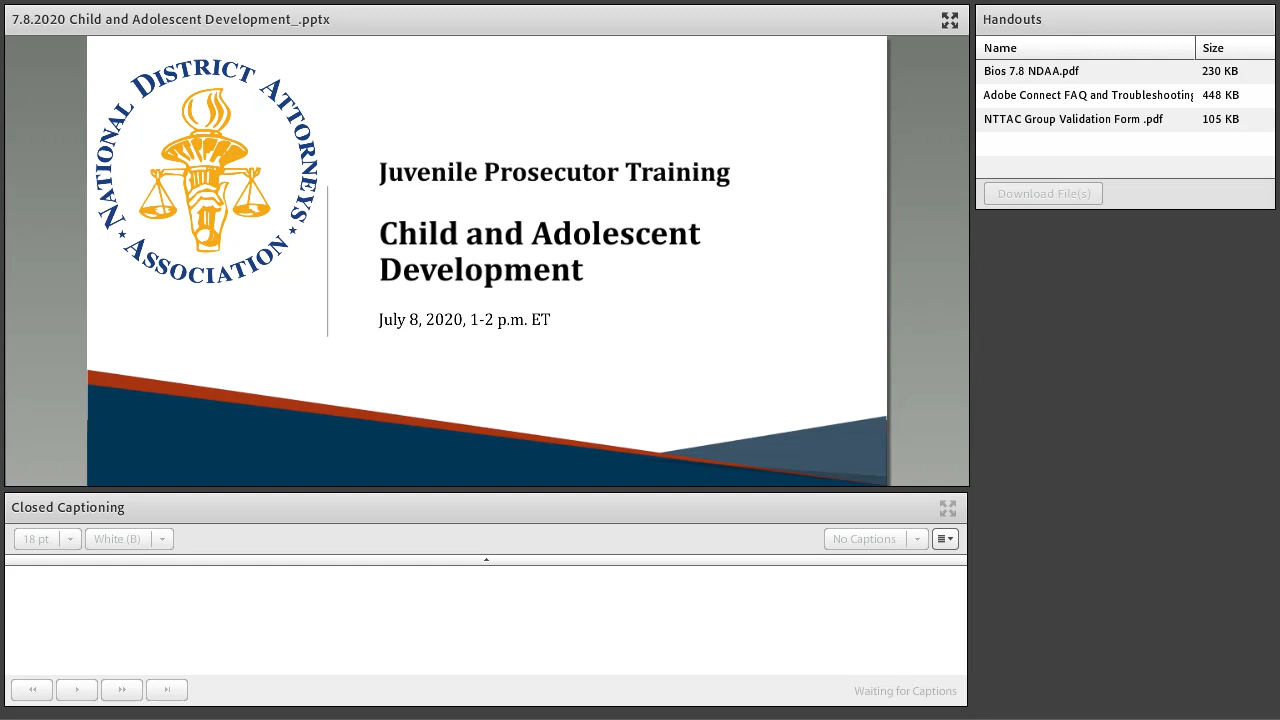 7.8.2020 Child and Adolescent Development_.pptx
NATIONAL DISTRICT ATTORNEYS
★ ASSOCIATION ★
Juvenile Prosecutor Training
Child and Adolescent
Development
July 8, 2020, 1-2 p.m. ET
Handouts
Name Size
Bios 7.8 NDAA.pdf 230 KB
Adobe Connect FAQ and Troubleshooting 448 KB
NTTAC Group Validation Form .pdf 105 KB
Download File(s)
Closed Captioning
18 pt White (B) No Captions
Waiting for Captions